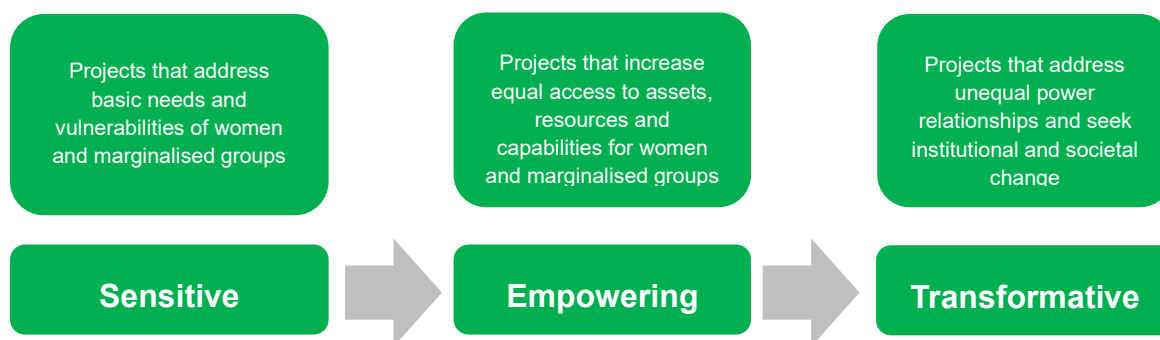 Projects that address
basic needs and
vulnerabilities of women
and marginalised groups
Projects that increase
equal access to assets,
resources and
capabilities for women
and marginalised groups
Projects that address
unequal power
relationships and seek
institutional and societal
change
Sensitive
Empowering
Transformative